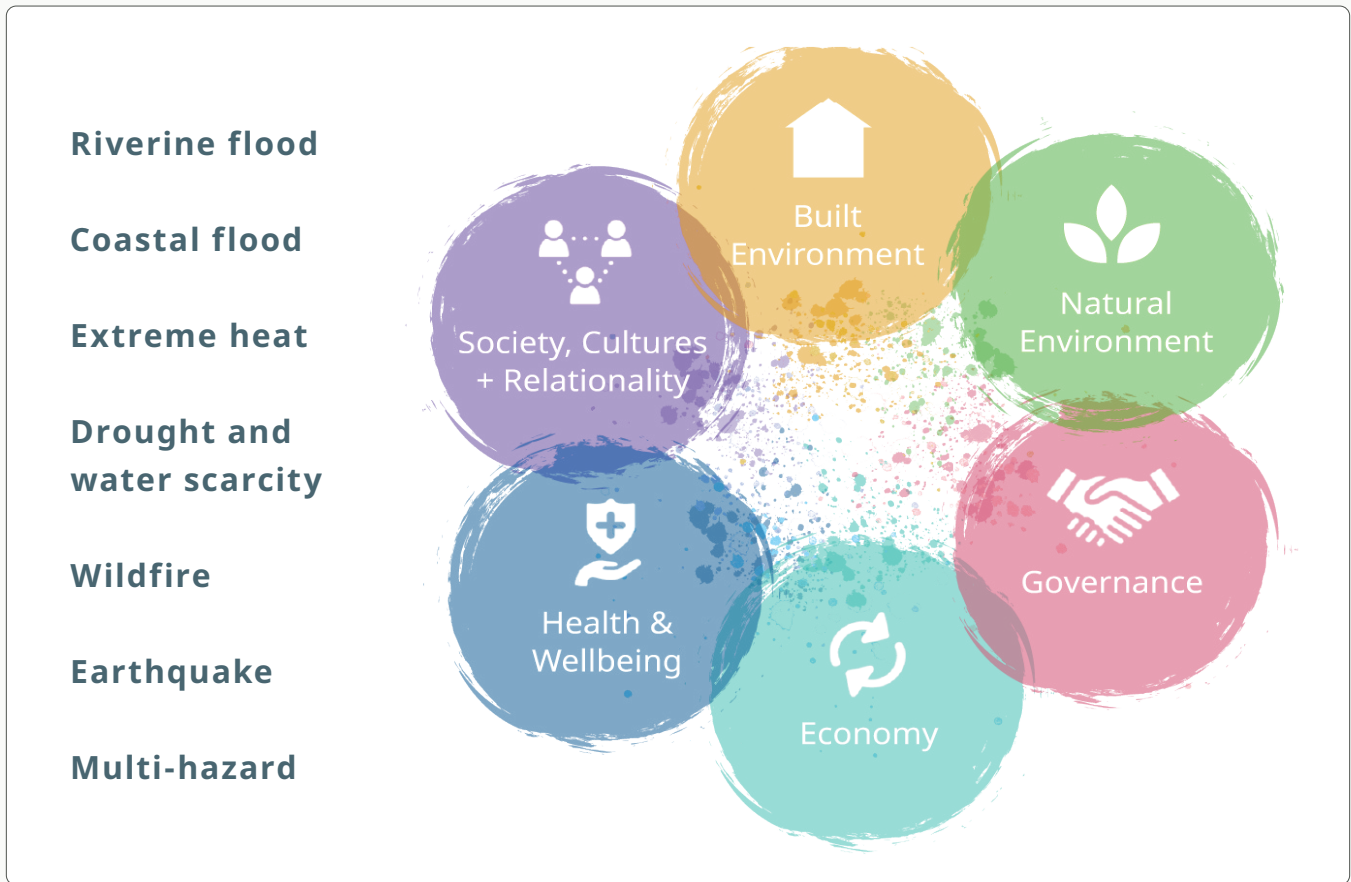 Riverine flood
Coastal flood
Extreme heat
Drought and
water scarcity
Wildfire
Earthquake
Multi-hazard
Built
Environment
Natural
Environment
Society, Cultures
+ Relationality
Governance
Health &
Wellbeing
Economy